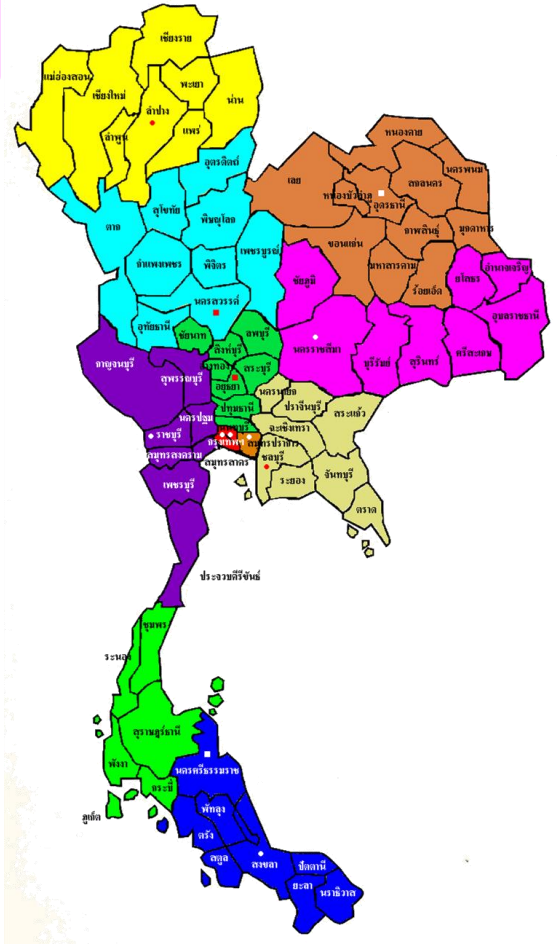 เชียงราย
แม่ฮ่องสอน
เชียงใหม่
พะเยา
น่าน
ลำปาง
ลำพูน
แพร่
อุตรดิตถ์
ตาก
สุโขทัย
พิษณุโลก
เพชรบูรณ์
กำแพงเพชร
พิจิตร
นครสวรรค์
อุทัยธานี
หนองคาย
เลย
นครพนม
สกลนคร
หนองบัวลำภู
อุดรธานี
ขอนแก่น
กาฬสินธุ์
มุกดาหาร
มหาสารคาม
ร้อยเอ็ด
ชัยภูมิ
ยโสธร
อำนาจเจริญ
อุบลราชธานี
นครราชสีมา
บุรีรัมย์
สุรินทร์
ศรีสะเกษ
ชัยนาท
ลพบุรี
สิงห์บุรี
อ่างทอง
สระบุรี
อยุธยา
ปทุมธานี
กาญจนบุรี
สุพรรณบุรี
นครปฐม
ราชบุรี
กรุงเทพฯ
นครนายก
ปราจีนบุรี
สระแก้ว
ฉะเชิงเทรา
สมุทรปราการ
สมุทรสงคราม
สมุทรสาคร
ชลบุรี
ระยอง
จันทบุรี
ตราด
เพชรบุรี
ประจวบคีรีขันธ์
ชุมพร
ระนอง
สุราษฎร์ธานี
พังงา
กระบี่
ภูเก็ต
นครศรีธรรมราช
พัทลุง
ตรัง
สตูล
สงขลา
ปัตตานี
ยะลา
นราธิวาส